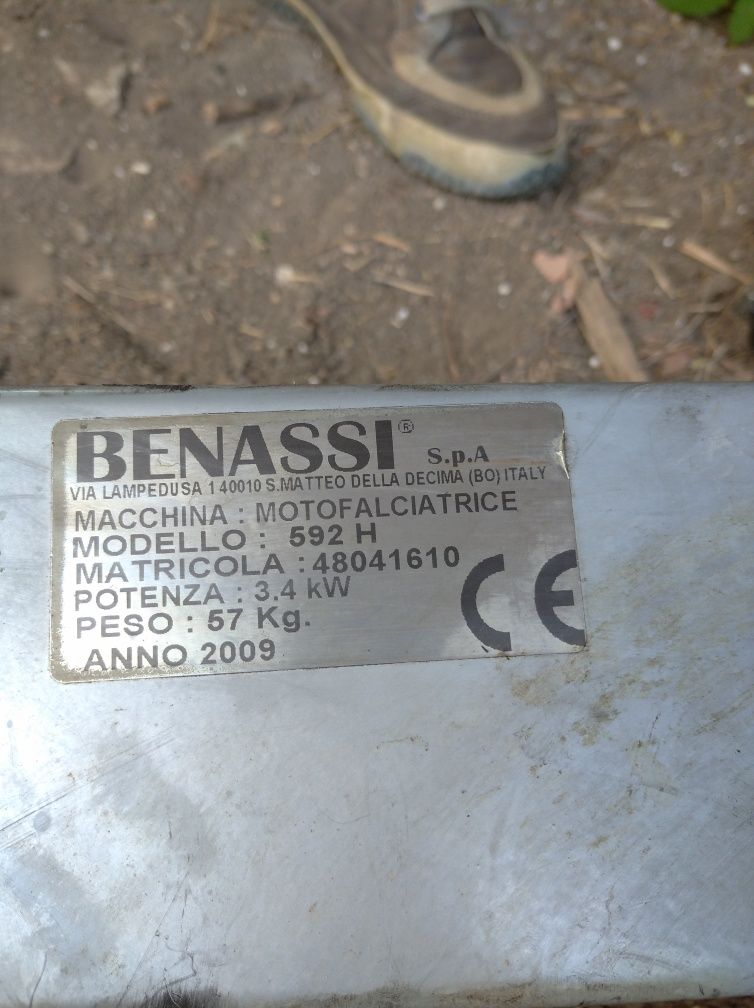 BENASSI® S.p.A
VIA LAMPEDUSA 1 40010 S.MATTEO DELLA DECIMA (BO) ITALY
MACCHINA : MOTOFALCIATRICE
MODELLO : 592 H
MATRICOLA : 48041610
POTENZA : 3.4 kW
PESO : 57 Kg.
ANNO 2009
CE